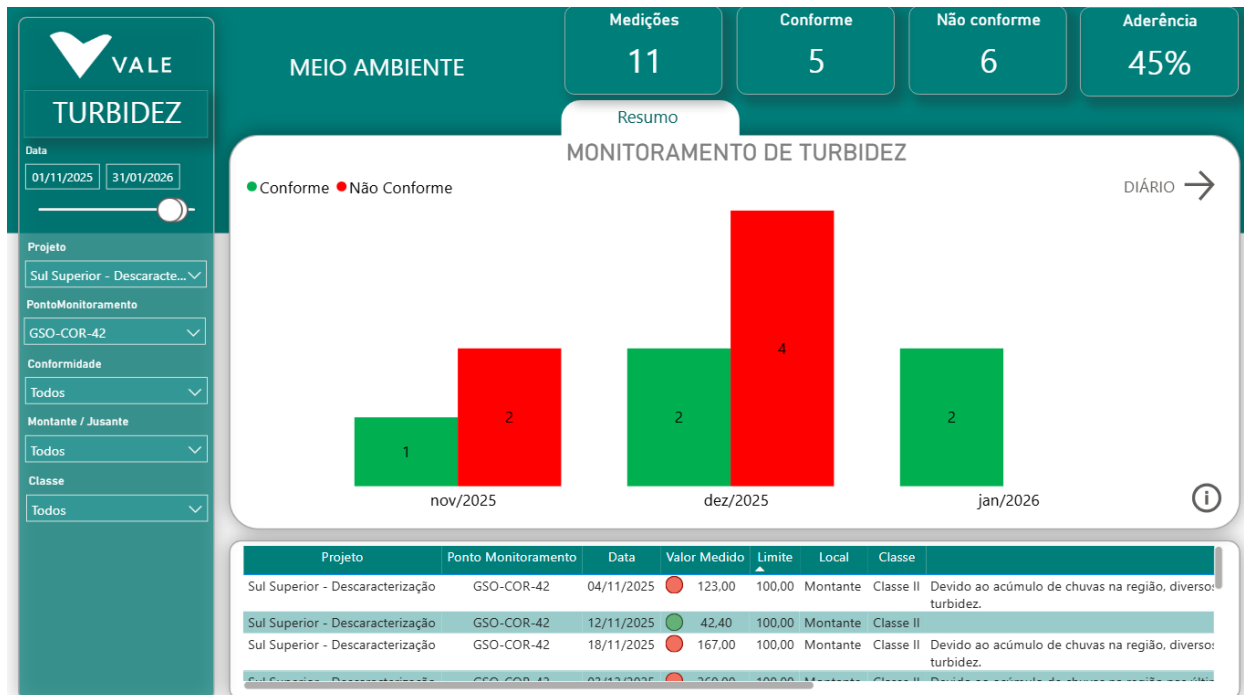 VALE
TURBIDEZ
MEIO AMBIENTE
Medições
11
Conforme
5
Não conforme
6
Aderência
45%
Data
01/11/2025 31/01/2026
Projeto
Sul Superior - Descaracte...
PontoMonitoramento
GSO-COR-42
Conformidade
Todos
Montante / Jusante
Todos
Classe
Todos
Resumo
MONITORAMENTO DE TURBIDEZ
Conforme Não Conforme
DIÁRIO
1
2
2
4
2
nov/2025 dez/2025 jan/2026
Projeto Ponto Monitoramento Data Valor Medido Limite Local Classe
Sul Superior - Descaracterização GSO-COR-42 04/11/2025 123,00 100,00 Montante Classe II Devido ao acúmulo de chuvas na região, diversos
turbidez.
Sul Superior - Descaracterização GSO-COR-42 12/11/2025 42,40 100,00 Montante Classe II
Sul Superior - Descaracterização GSO-COR-42 18/11/2025 167,00 100,00 Montante Classe II Devido ao acúmulo de chuvas na região, diversos
turbidez.